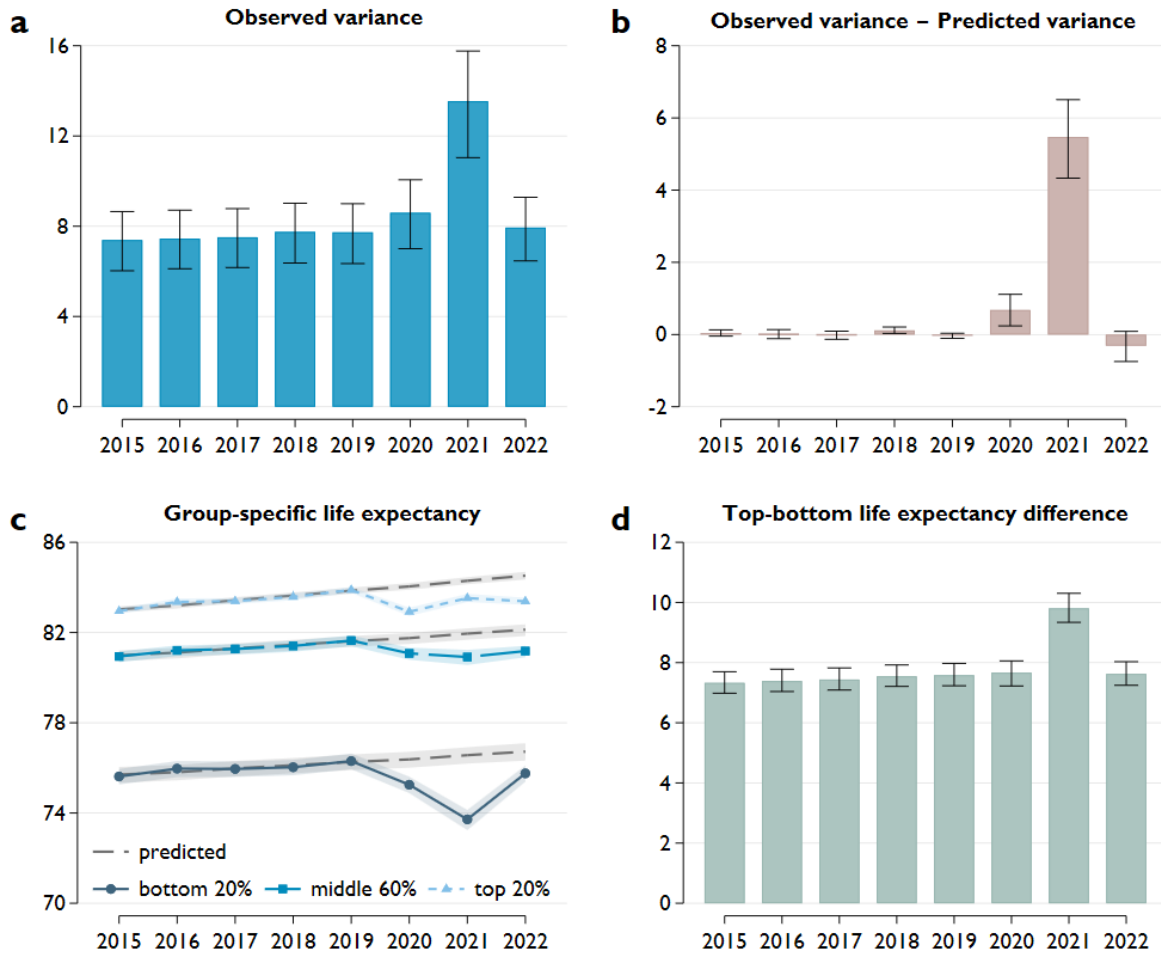 a
Observed variance
16
12
8
4
0
2015 2016 2017 2018 2019 2020 2021 2022
b
Observed variance – Predicted variance
8
6
4
2
0
-2
2015 2016 2017 2018 2019 2020 2021 2022
c
Group-specific life expectancy
86
82
78
74
70
predicted
bottom 20% middle 60% top 20%
2015 2016 2017 2018 2019 2020 2021 2022
d
Top-bottom life expectancy difference
12
10
8
6
4
2
0
2015 2016 2017 2018 2019 2020 2021 2022